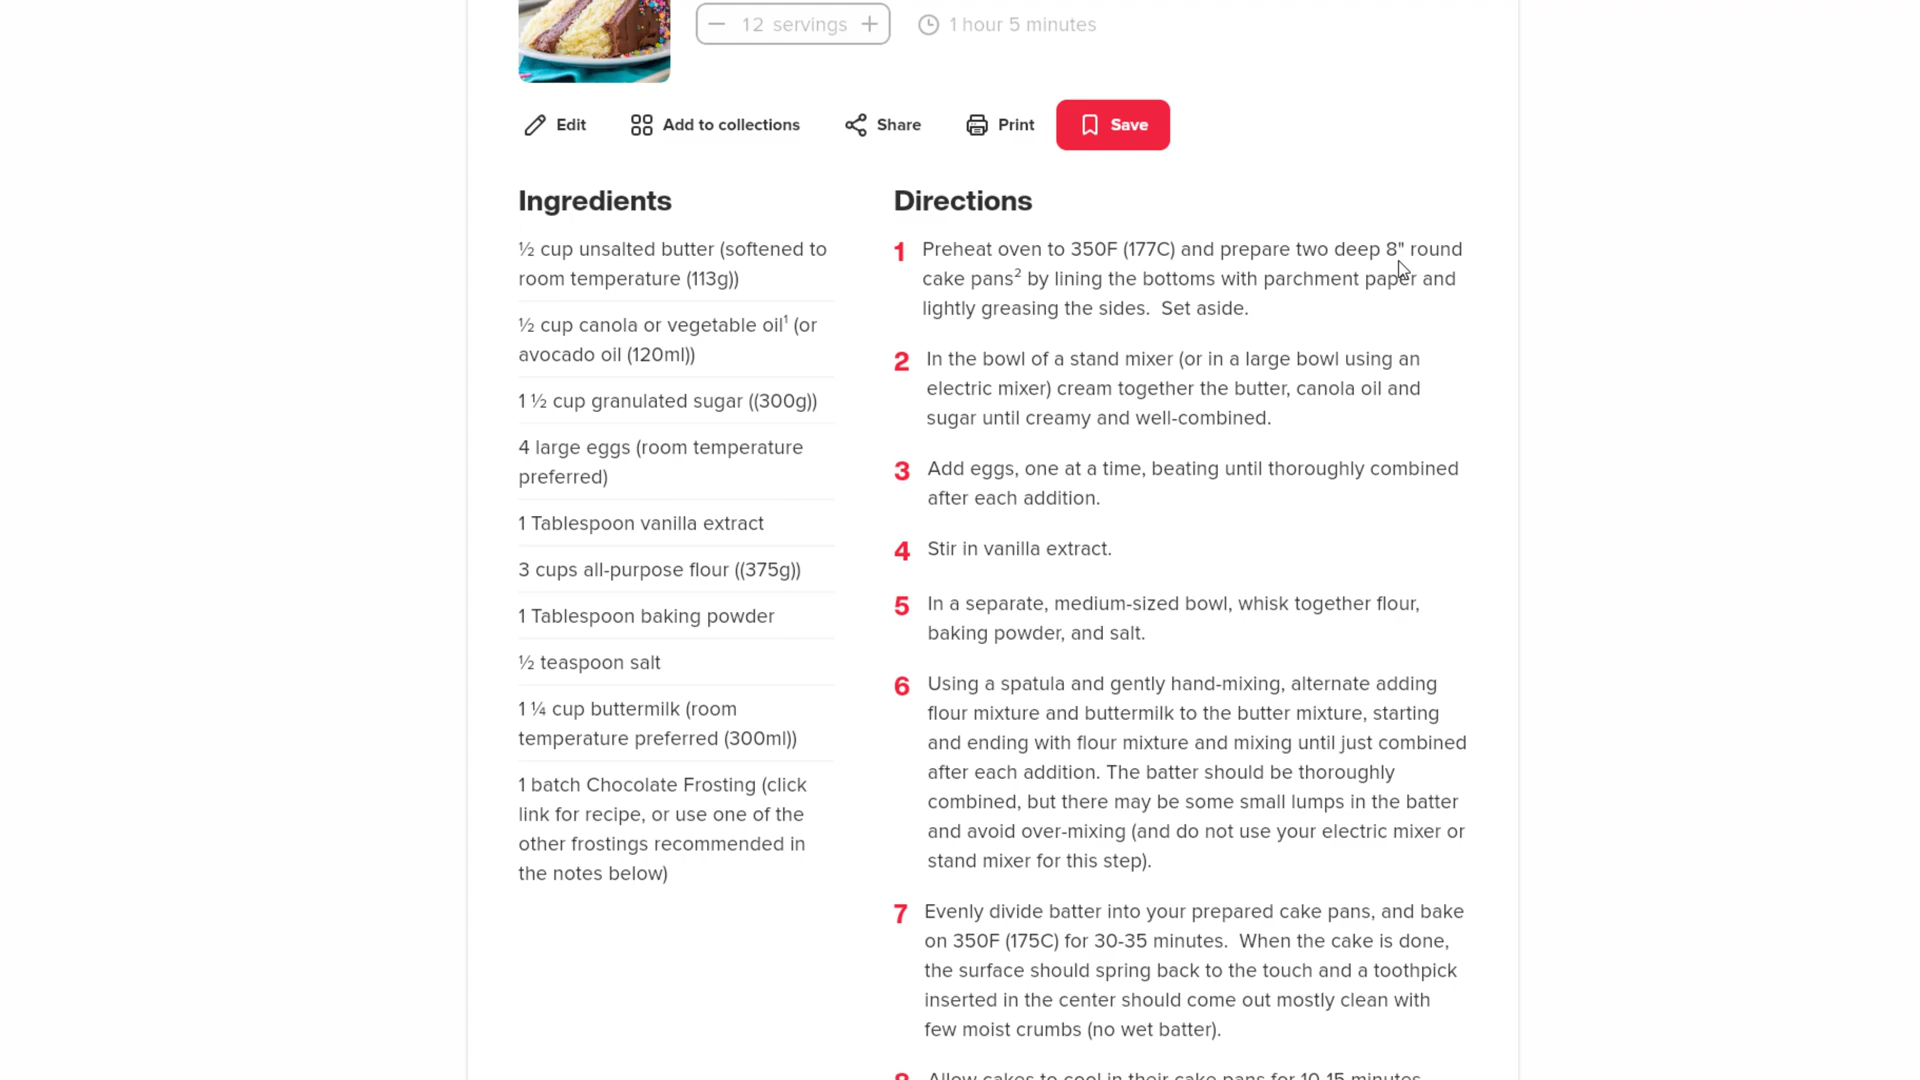 12 servings
1 hour 5 minutes
Edit
Add to collections
Share
Print
Save
Ingredients
½ cup unsalted butter (softened to
room temperature (113g))
½ cup canola or vegetable oil¹ (or
avocado oil (120ml))
1 ½ cup granulated sugar ((300g))
4 large eggs (room temperature
preferred)
1 Tablespoon vanilla extract
3 cups all-purpose flour ((375g))
1 Tablespoon baking powder
½ teaspoon salt
1 ¼ cup buttermilk (room
temperature preferred (300ml))
1 batch Chocolate Frosting (click
link for recipe, or use one of the
other frostings recommended in
the notes below)
Directions
1 Preheat oven to 350F (177C) and prepare two deep 8" round
cake pans² by lining the bottoms with parchment paper and
lightly greasing the sides.  Set aside.
2 In the bowl of a stand mixer (or in a large bowl using an
electric mixer) cream together the butter, canola oil and
sugar until creamy and well-combined.
3 Add eggs, one at a time, beating until thoroughly combined
after each addition.
4 Stir in vanilla extract.
5 In a separate, medium-sized bowl, whisk together flour,
baking powder, and salt.
6 Using a spatula and gently hand-mixing, alternate adding
flour mixture and buttermilk to the butter mixture, starting
and ending with flour mixture and mixing until just combined
after each addition. The batter should be thoroughly
combined, but there may be some small lumps in the batter
and avoid over-mixing (and do not use your electric mixer or
stand mixer for this step).
7 Evenly divide batter into your prepared cake pans, and bake
on 350F (175C) for 30-35 minutes.  When the cake is done,
the surface should spring back to the touch and a toothpick
inserted in the center should come out mostly clean with
few moist crumbs (no wet batter).
8 Allow cakes to cool in their cake pans for 10-15 minutes